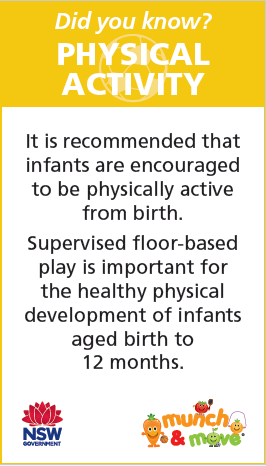 Did you know?
PHYSICAL
ACTIVITY
It is recommended that
infants are encouraged
to be physically active
from birth.
Supervised floor-based
play is important for
the healthy physical
development of infants
aged birth to
12 months.
NSW
GOVERNMENT
munch
& move